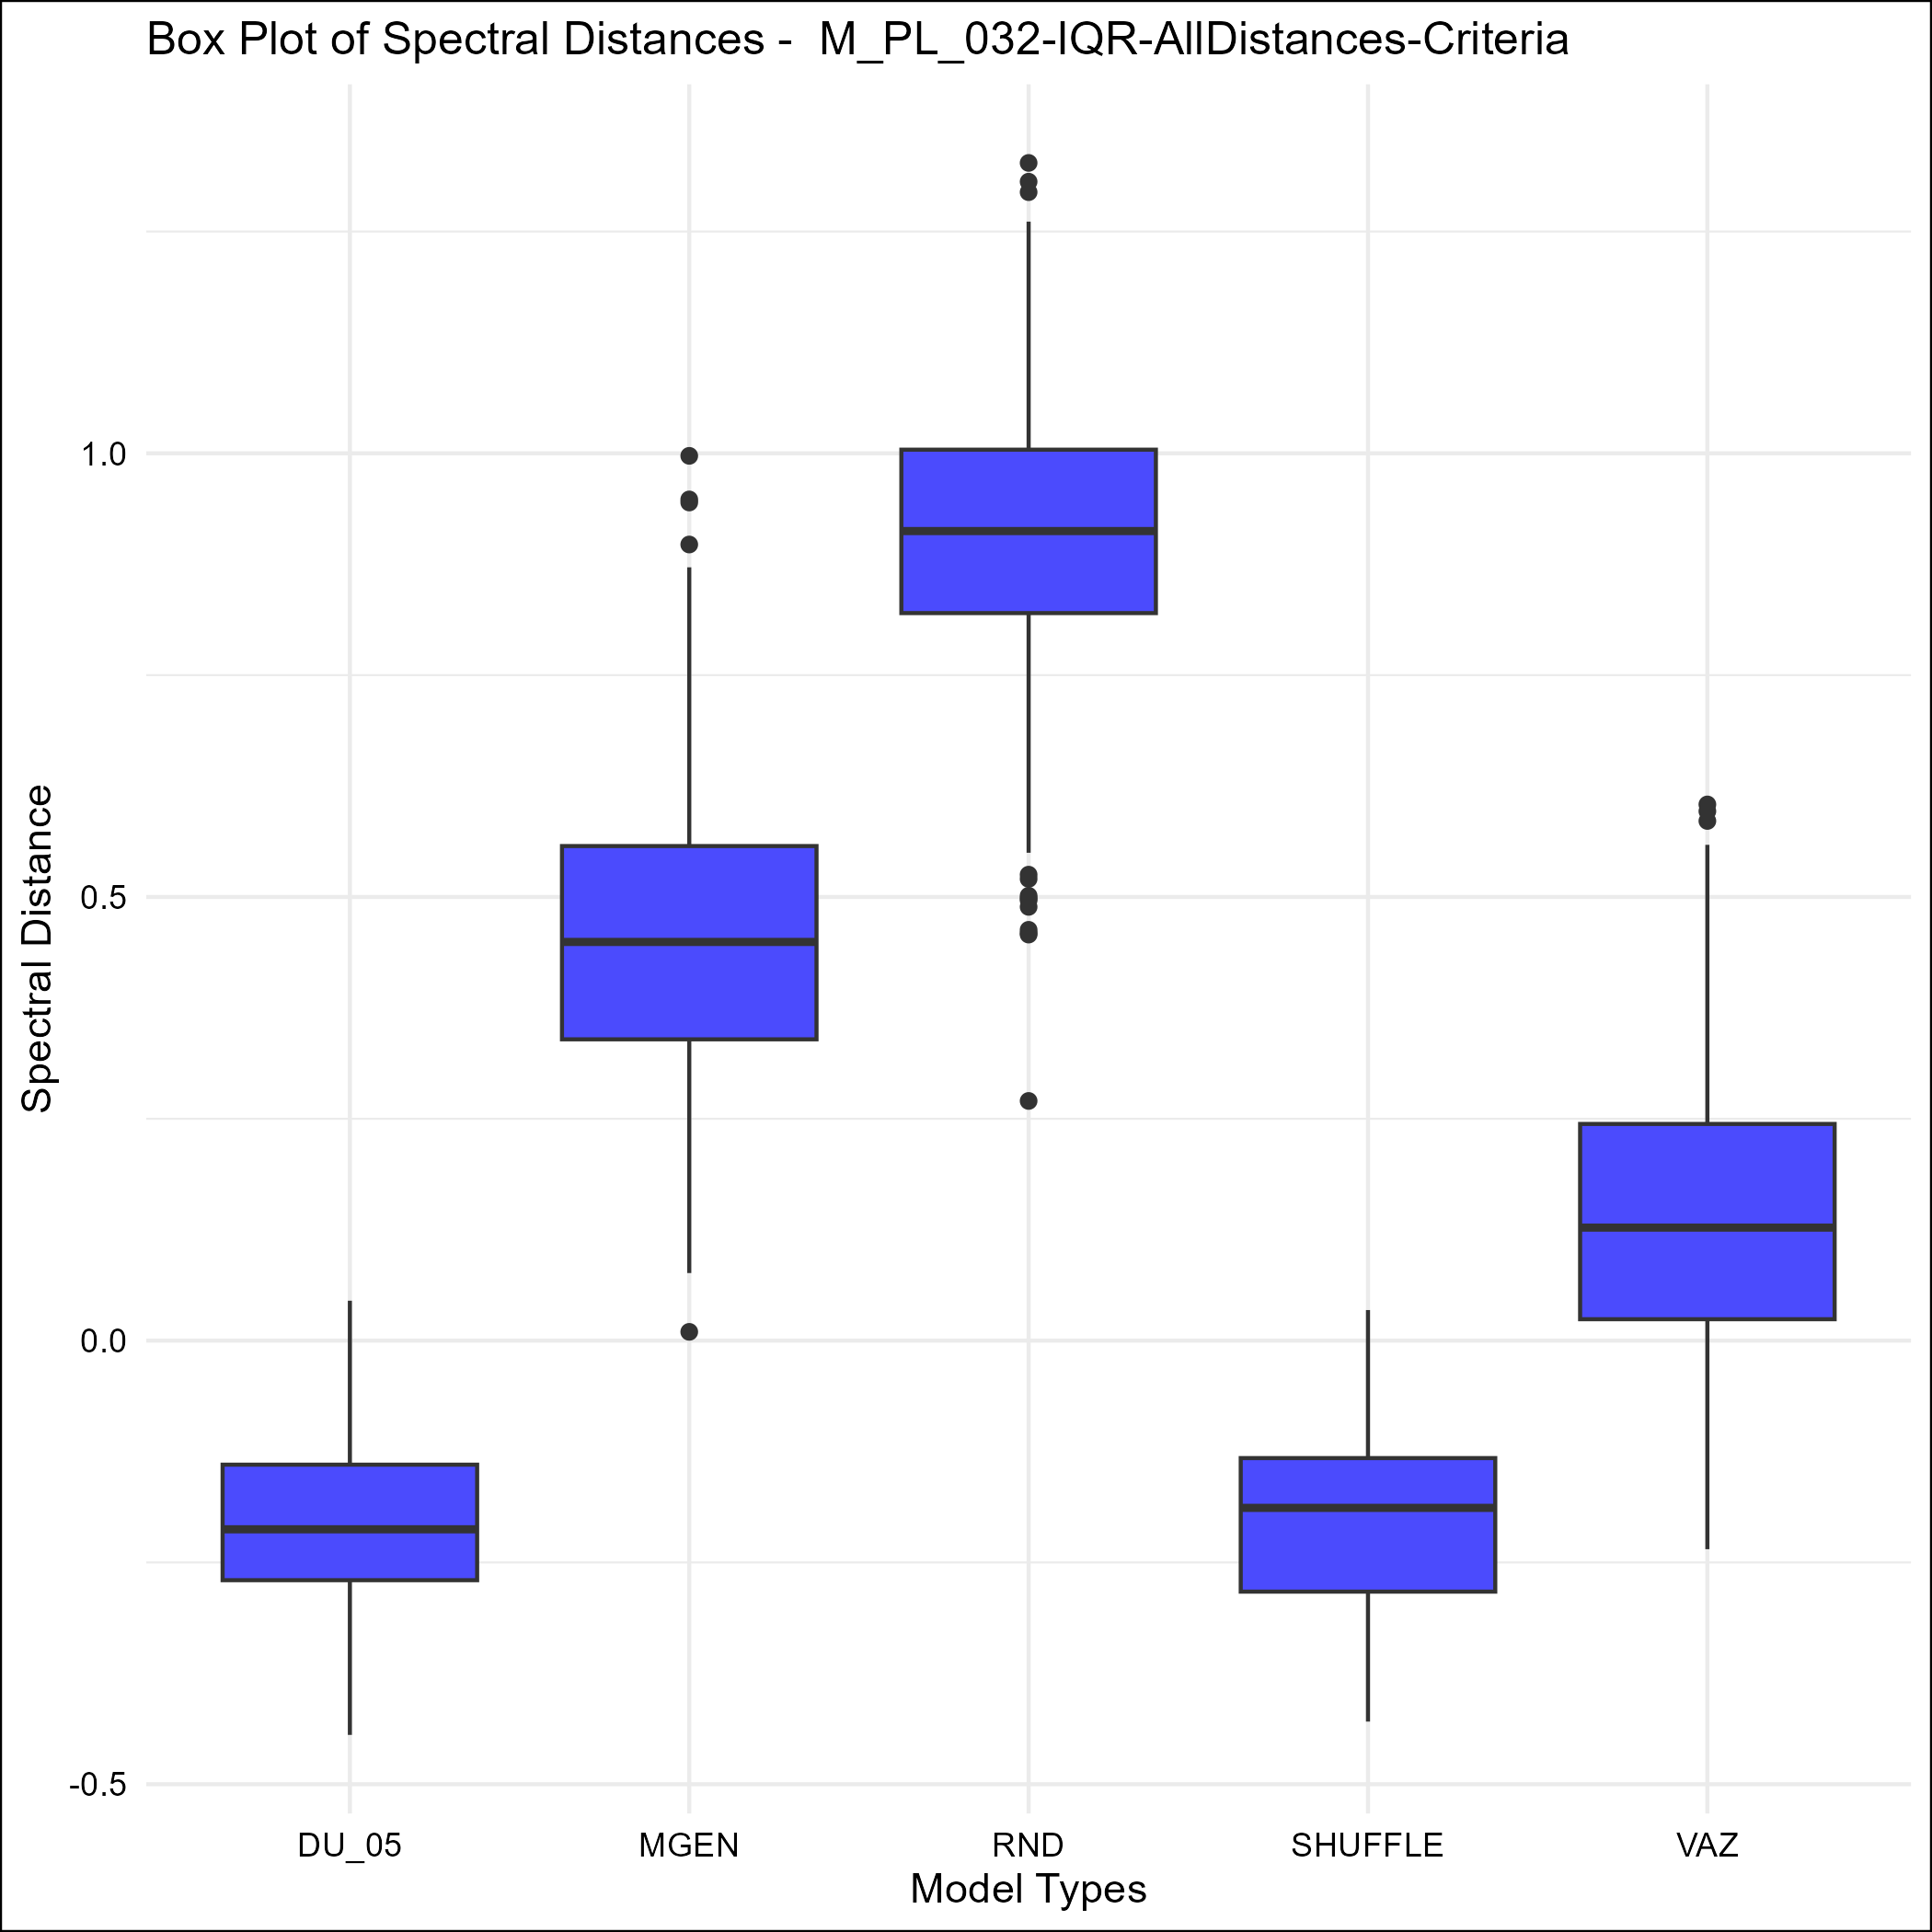 Box Plot of Spectral Distances -  M_PL_032-IQR-AllDistances-Criteria
Spectral Distance
1.0
0.5
0.0
-0.5
DU_05 MGEN RND SHUFFLE VAZ
Model Types